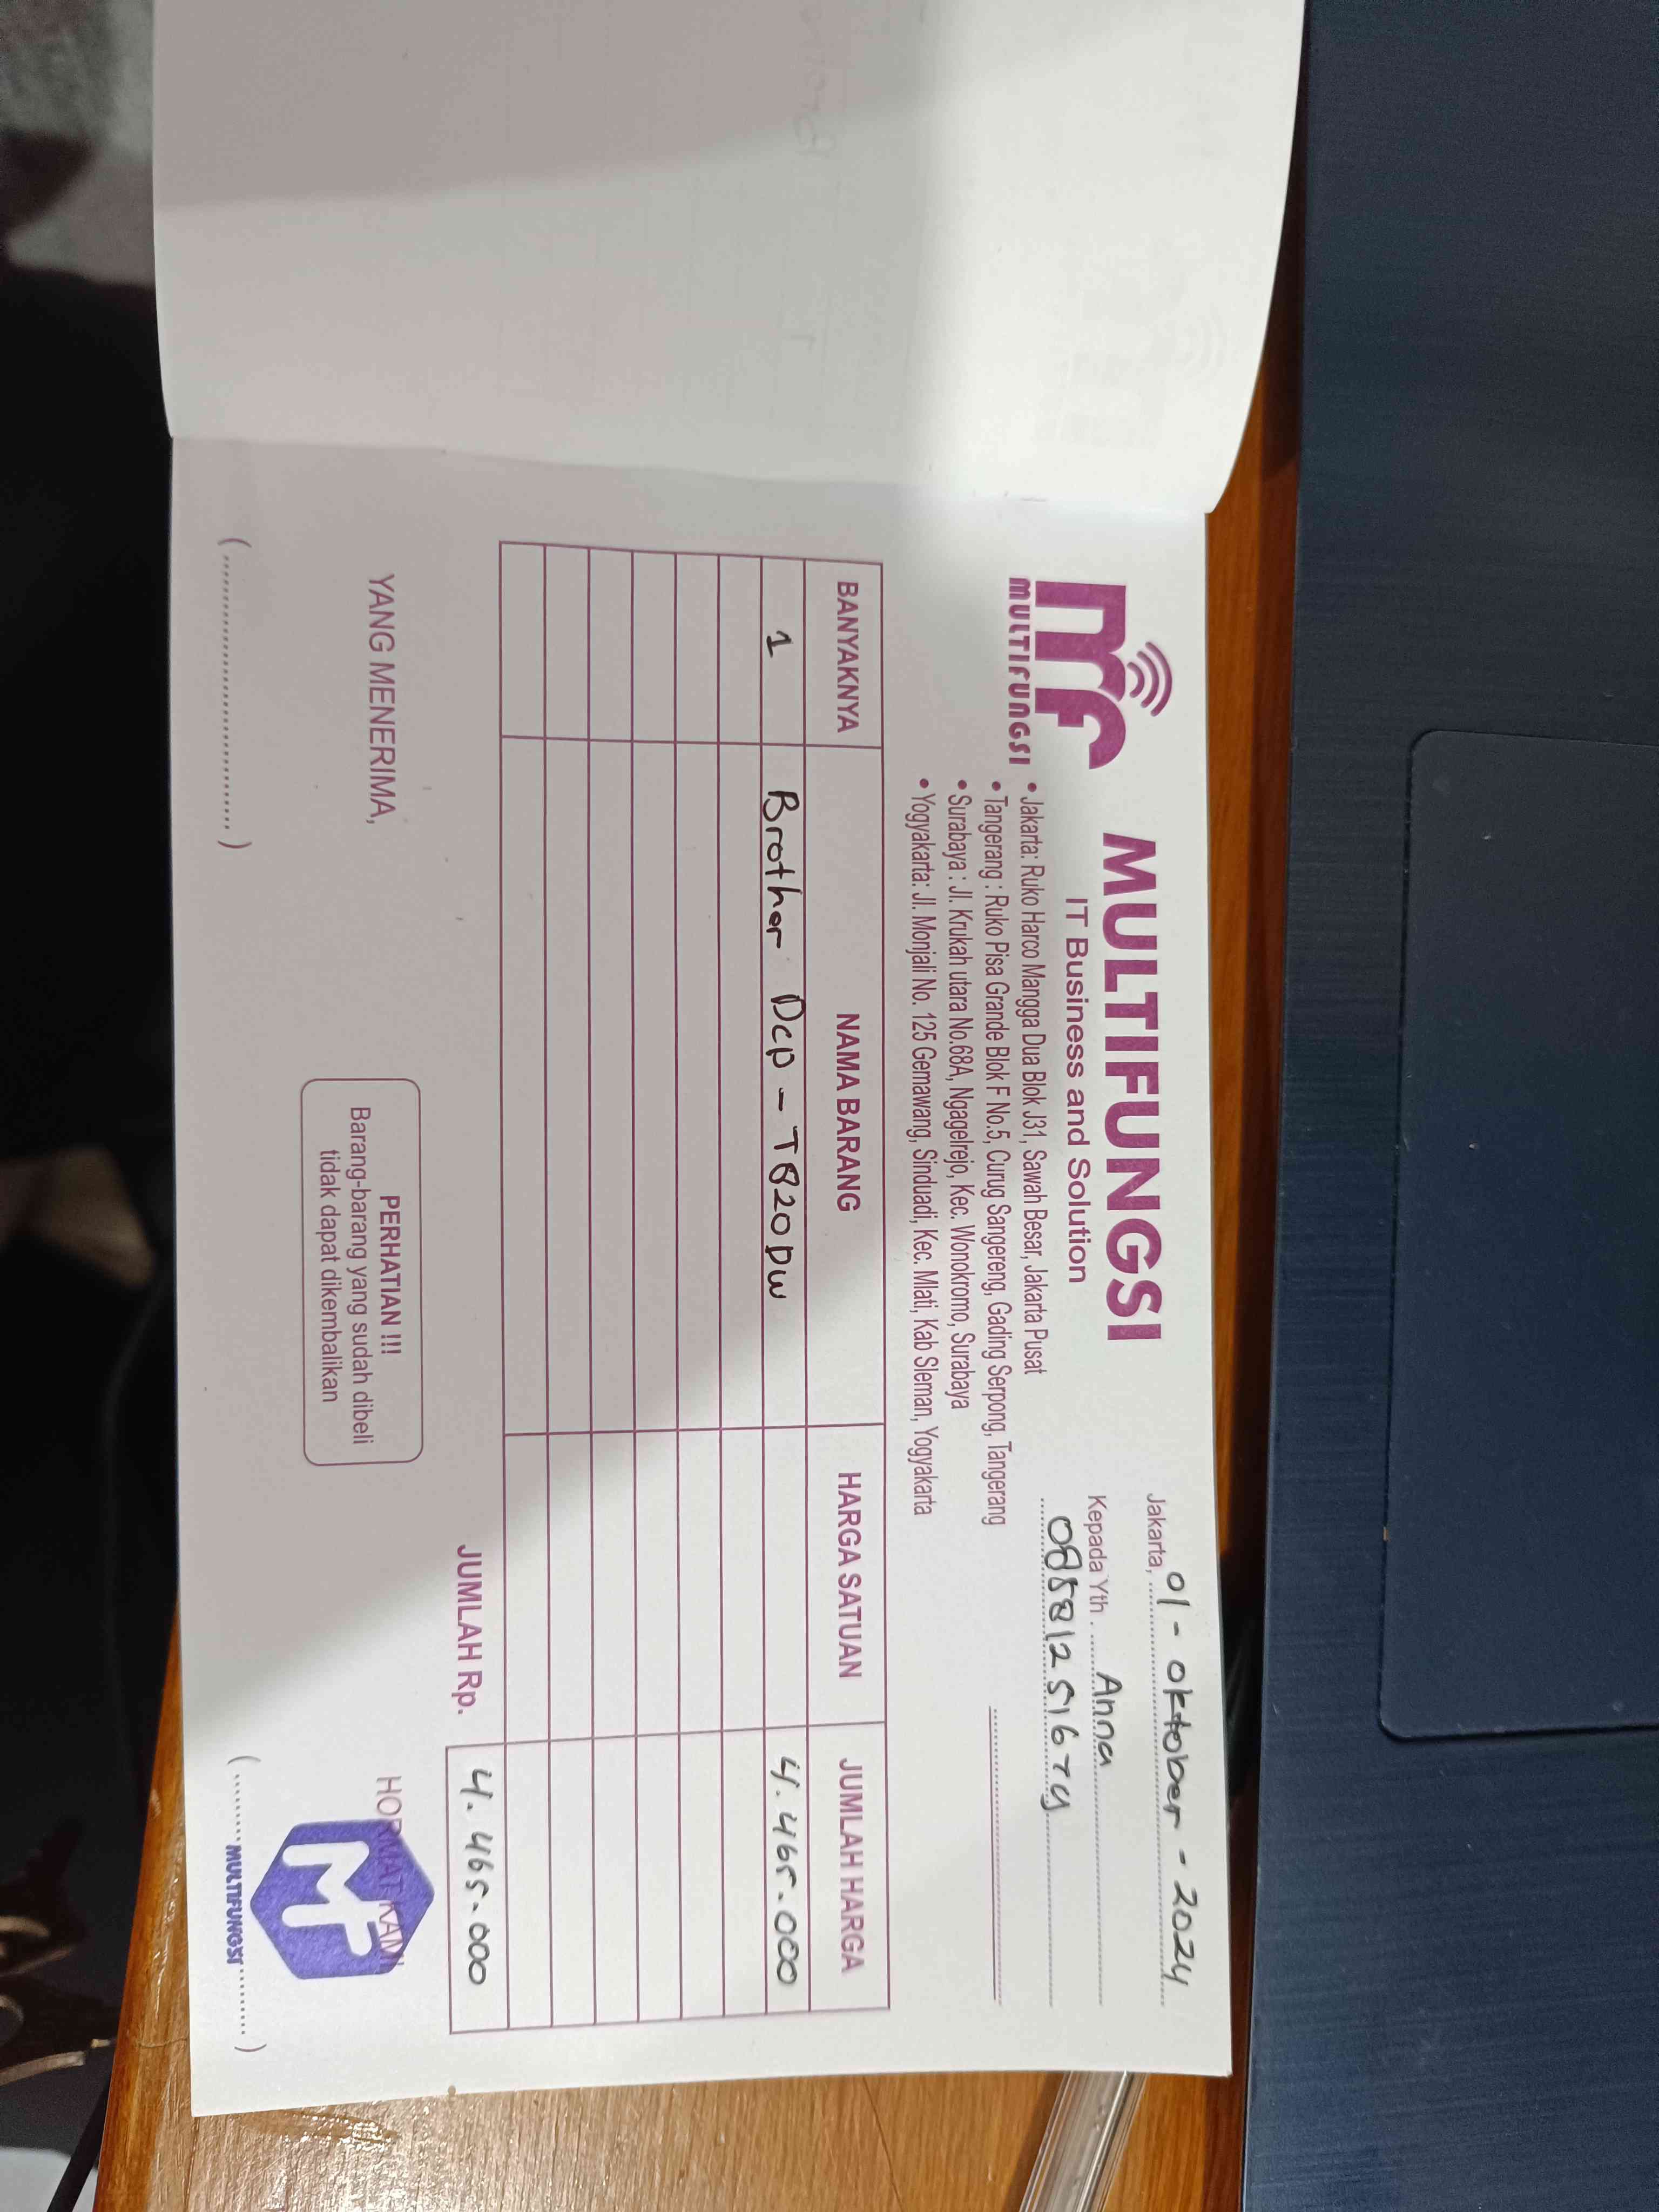 MULTIFUNGSI
MULTIFUNGSI
IT Business and Solution
• Jakarta: Ruko Harco Mangga Dua Blok J31, Sawah Besar, Jakarta Pusat
• Tangerang : Ruko Pisa Grande Blok F No.5, Curug Sangereng, Gading Serpong, Tangerang
• Surabaya : Jl. Krukah utara No.68A, Ngagelrejo, Kec. Wonokromo, Surabaya
• Yogyakarta: Jl. Monjali No. 125 Gemawang, Sinduadi, Kec. Mlati, Kab Sleman, Yogyakarta
Jakarta, 01 - oktober - 2024
Kepada Yth. Anna
BANYAKNYA NAMA BARANG HARGA SATUAN JUMLAH HARGA
1 Brother Dcp - T820DW 4.465.000
JUMLAH Rp. 4.465.000
YANG MENERIMA,
PERHATIAN !!!
Barang-barang yang sudah dibeli
tidak dapat dikembalikan
HORMAT KAMI
MF
MULTIFUNGSI